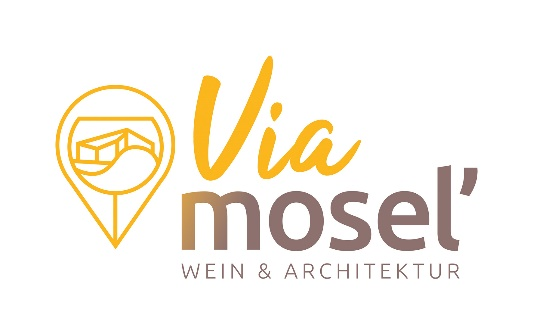 Via
mosel’
WEIN & ARCHITEKTUR